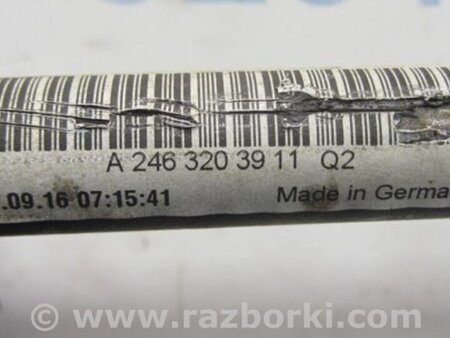 A 246 320 39 11 Q2
.09.16 07:15:41 Made in Germa
© www.razborki.com